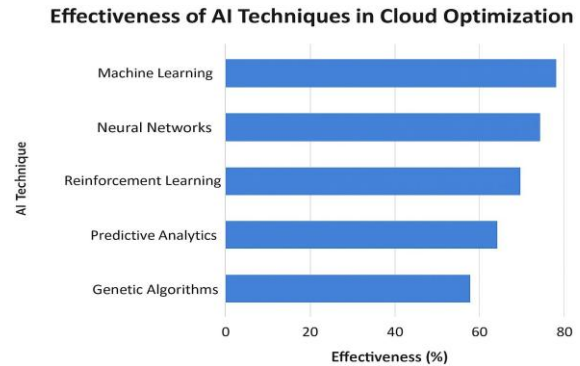 Effectiveness of AI Techniques in Cloud Optimization
AI Technique
Machine Learning
Neural Networks
Reinforcement Learning
Predictive Analytics
Genetic Algorithms
0 20 40 60 80
Effectiveness (%)